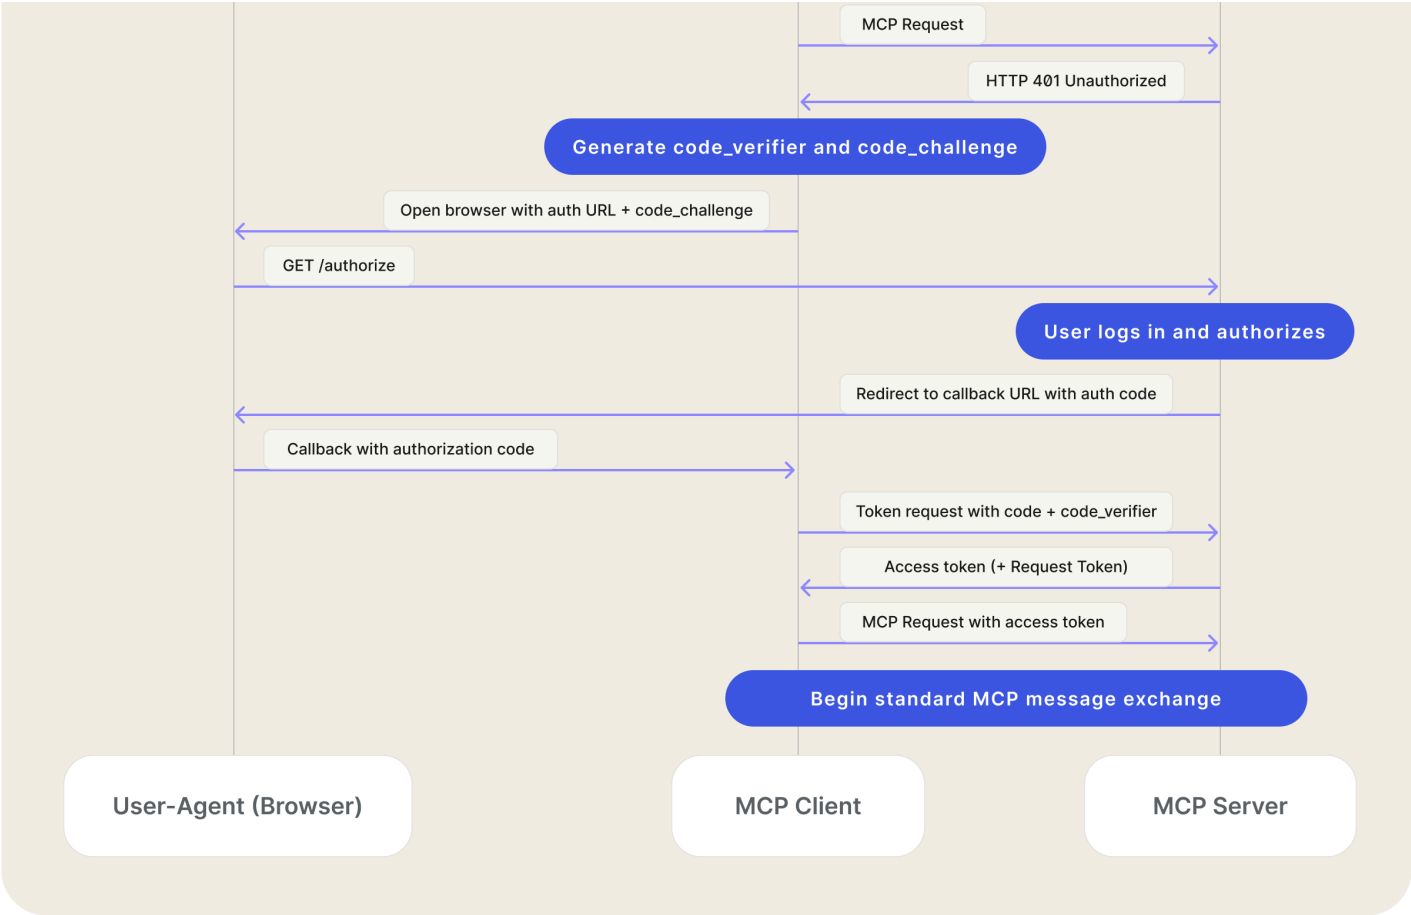 MCP Request
HTTP 401 Unauthorized
Generate code_verifier and code_challenge
Open browser with auth URL + code_challenge
GET /authorize
User logs in and authorizes
Redirect to callback URL with auth code
Callback with authorization code
Token request with code + code_verifier
Access token (+ Request Token)
MCP Request with access token
Begin standard MCP message exchange
User-Agent (Browser)
MCP Client
MCP Server